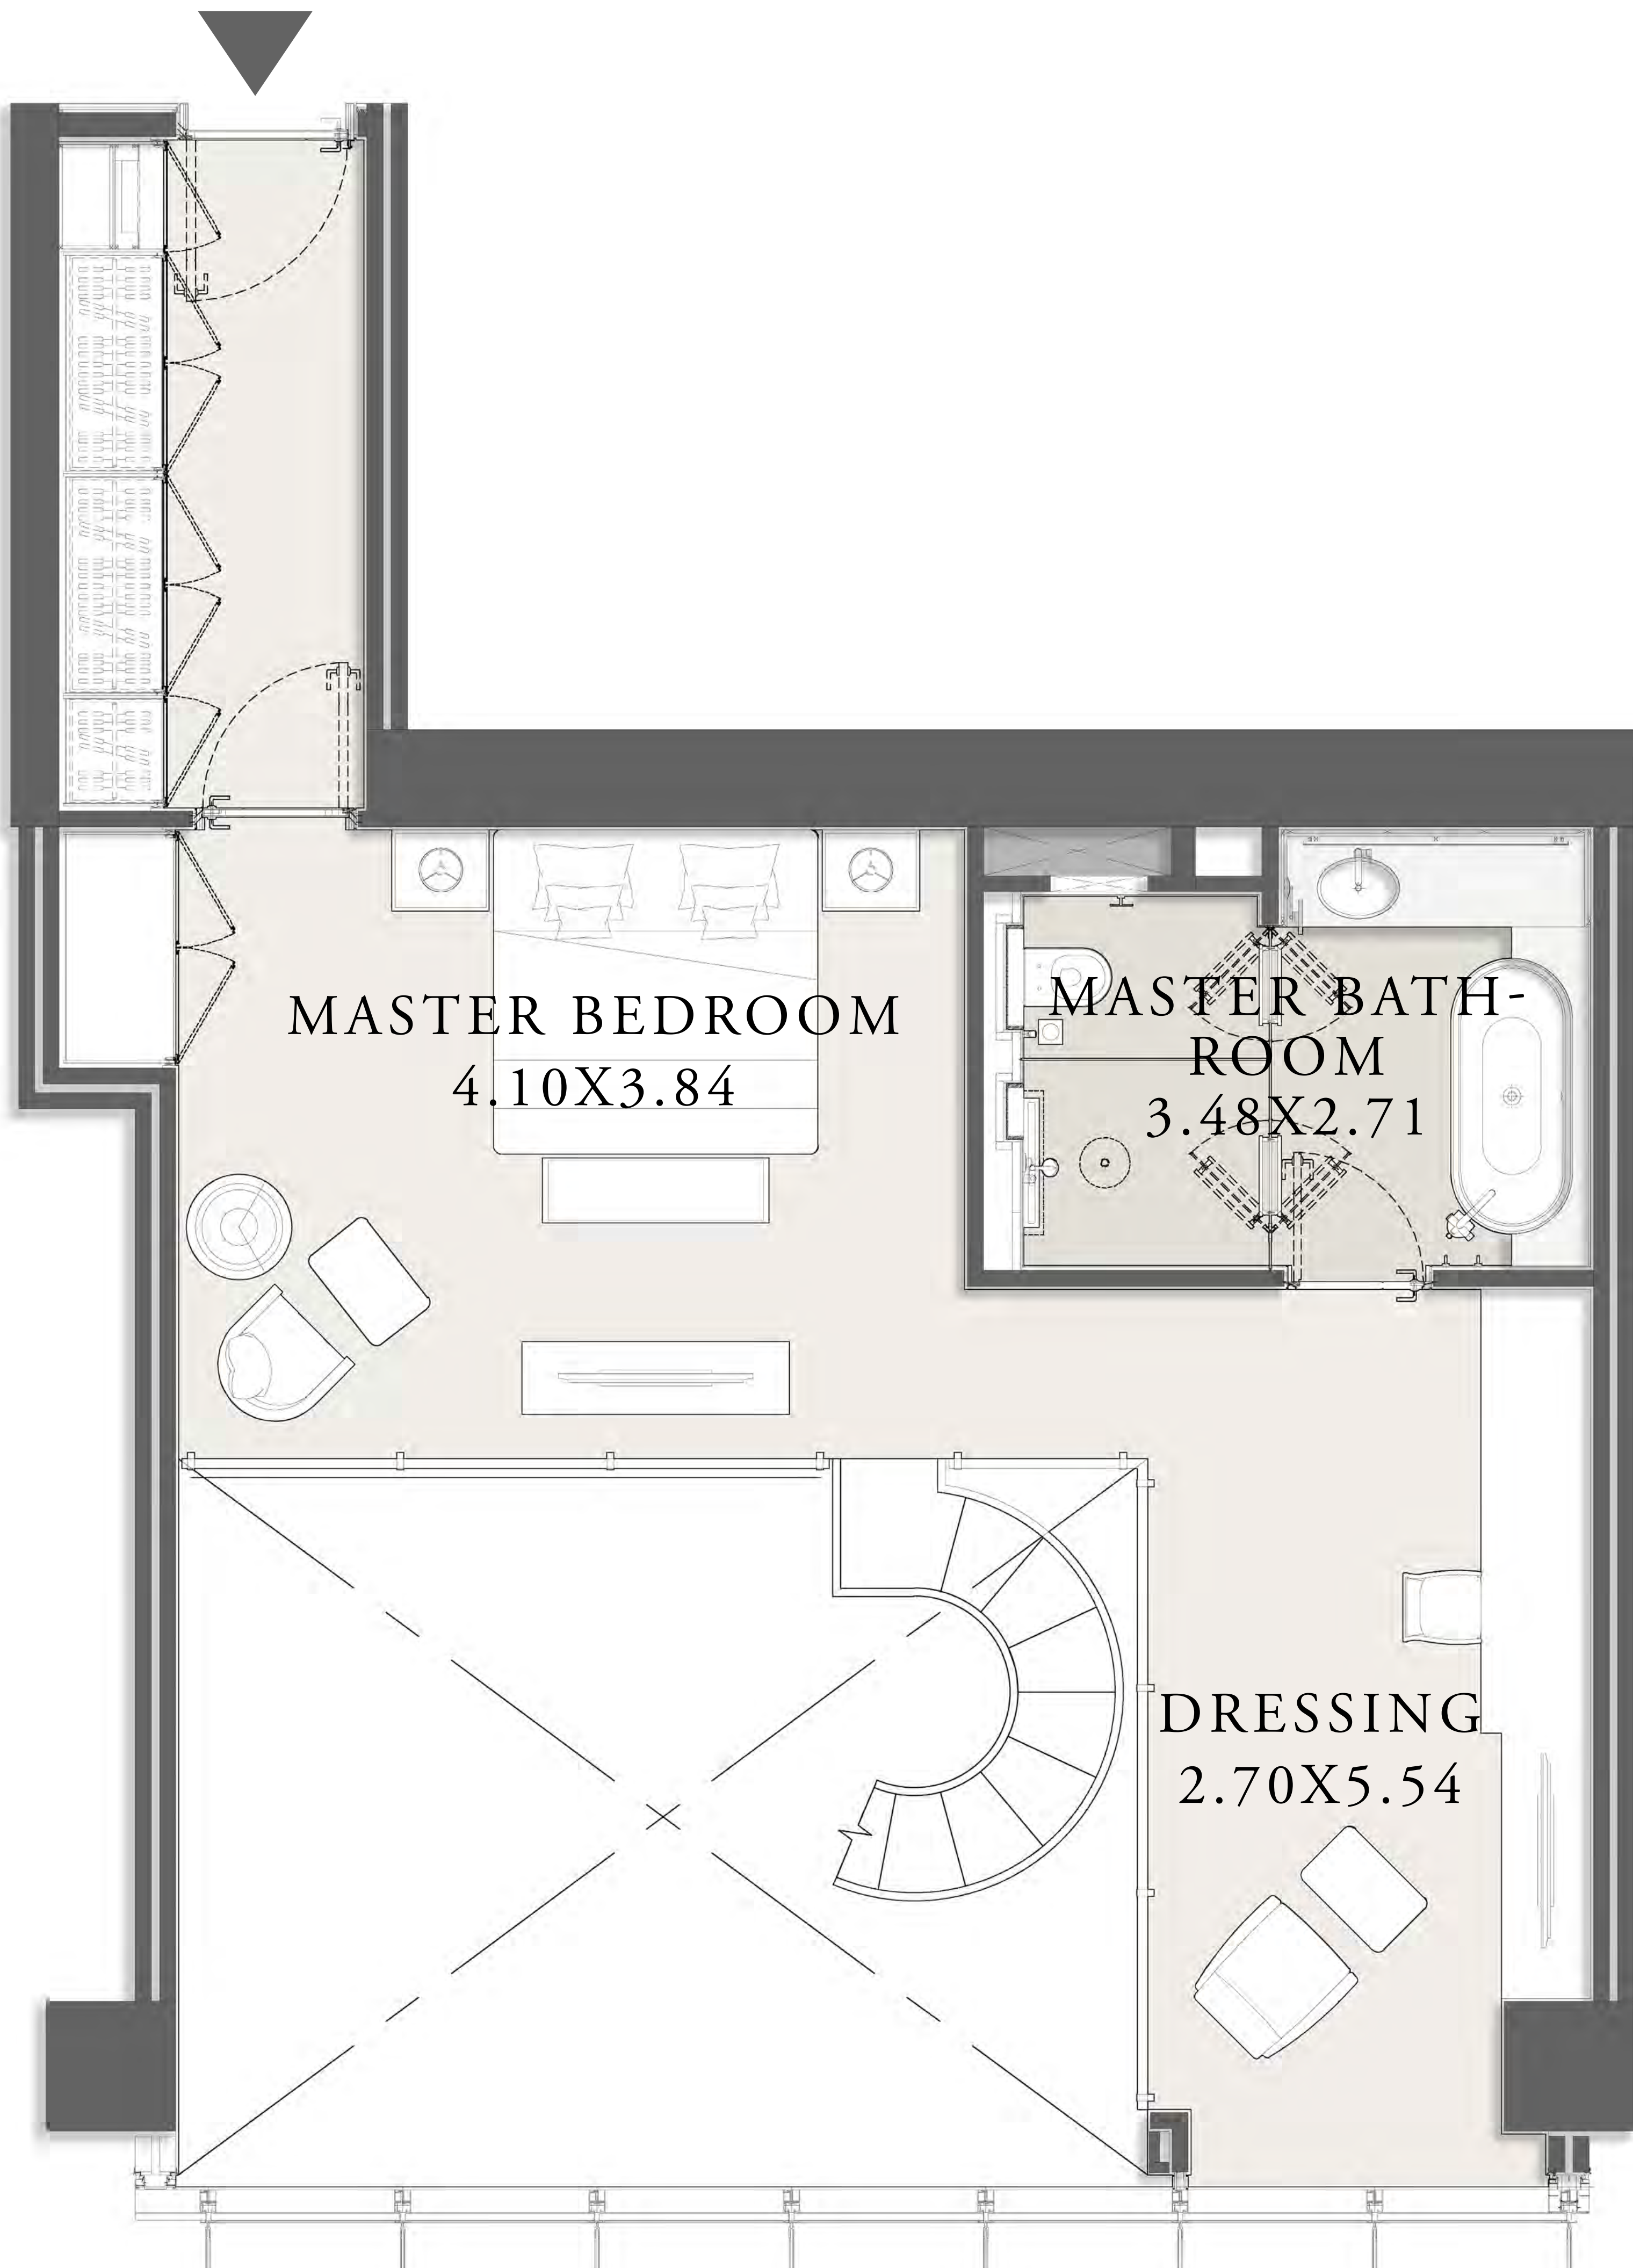 MASTER BEDROOM
4.10X3.84
MASTER BATH-
ROOM
3.48X2.71
DRESSING
2.70X5.54